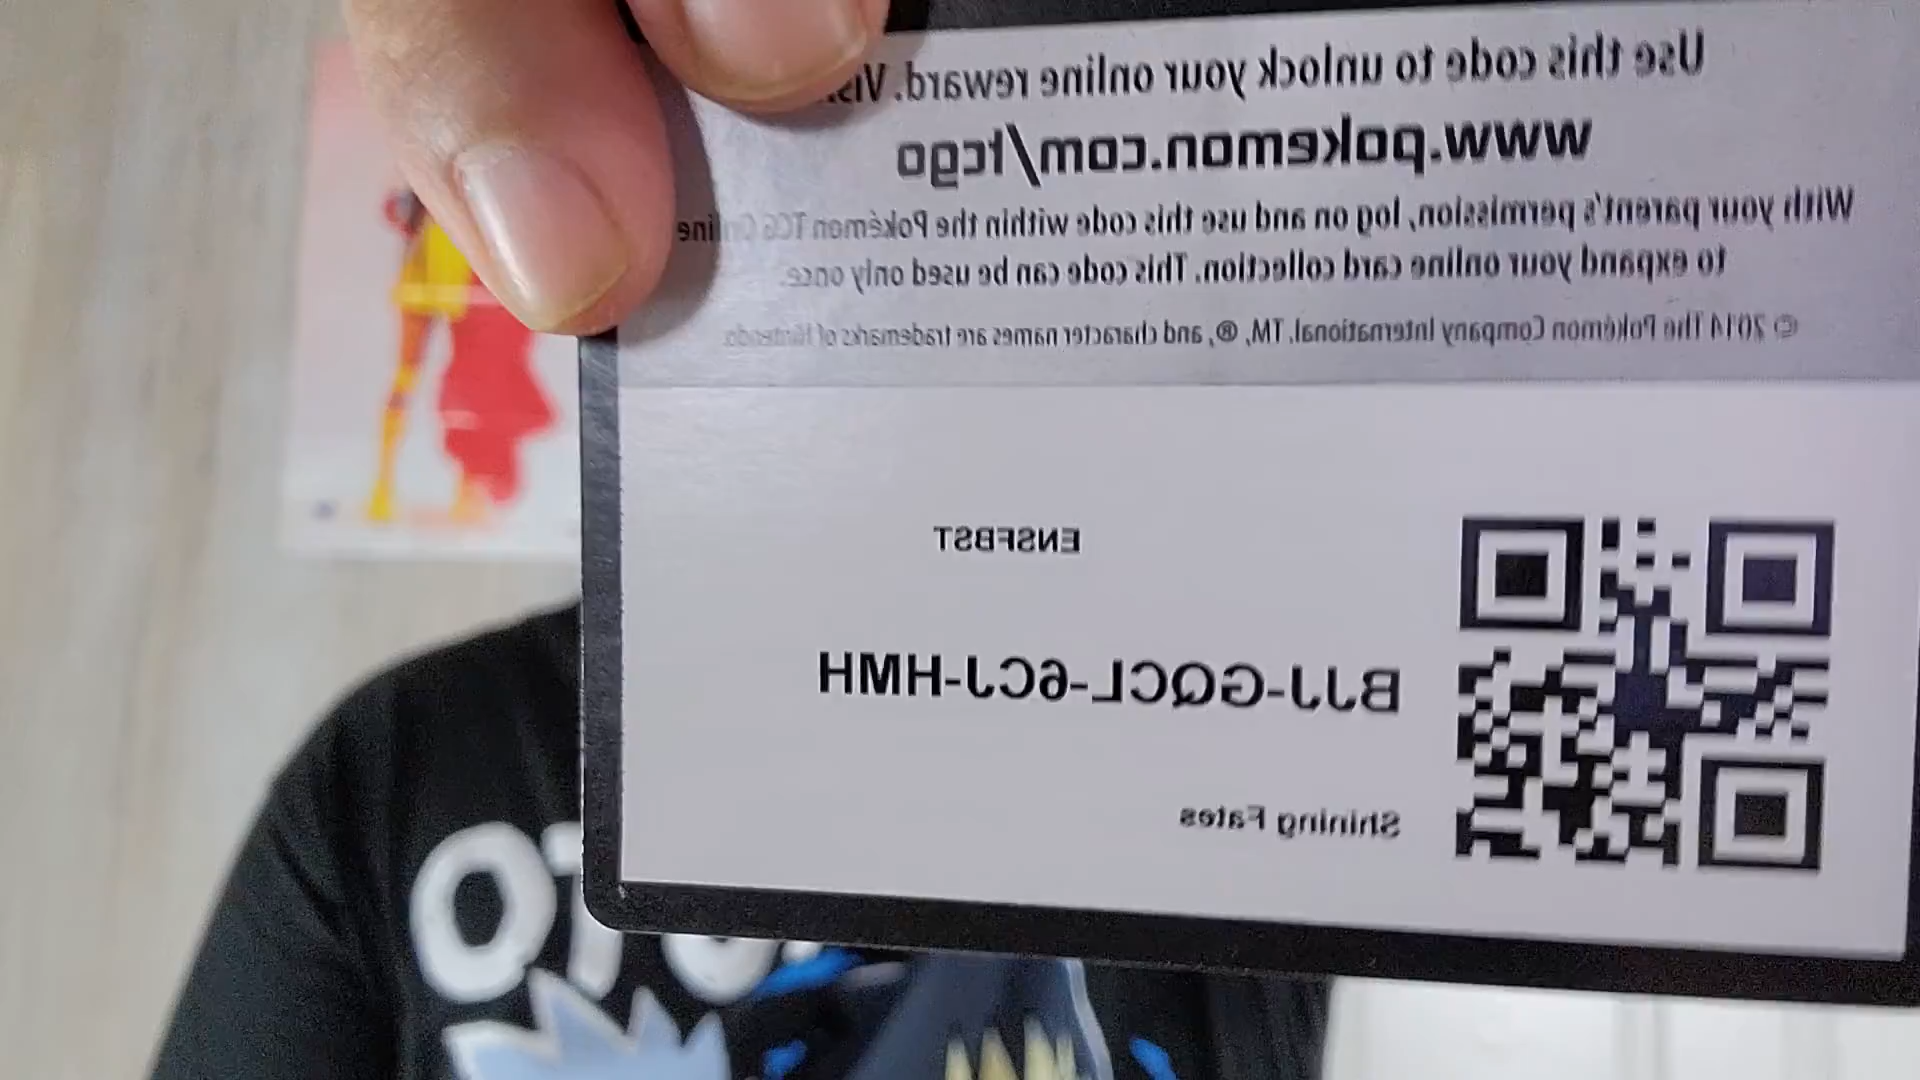 Use this code to unlock your online reward.
www.pokemon.com/tcgo
With your parent's permission, log on and use this code within the Pokémon TCG Online
to expand your online card collection. This code can be used only once.
© 2014 The Pokémon Company International. TM, ®, and character names are trademarks of Nintendo.
ENSFBST
BJJ-GQCL-6CJ-HMH
Shining Fates